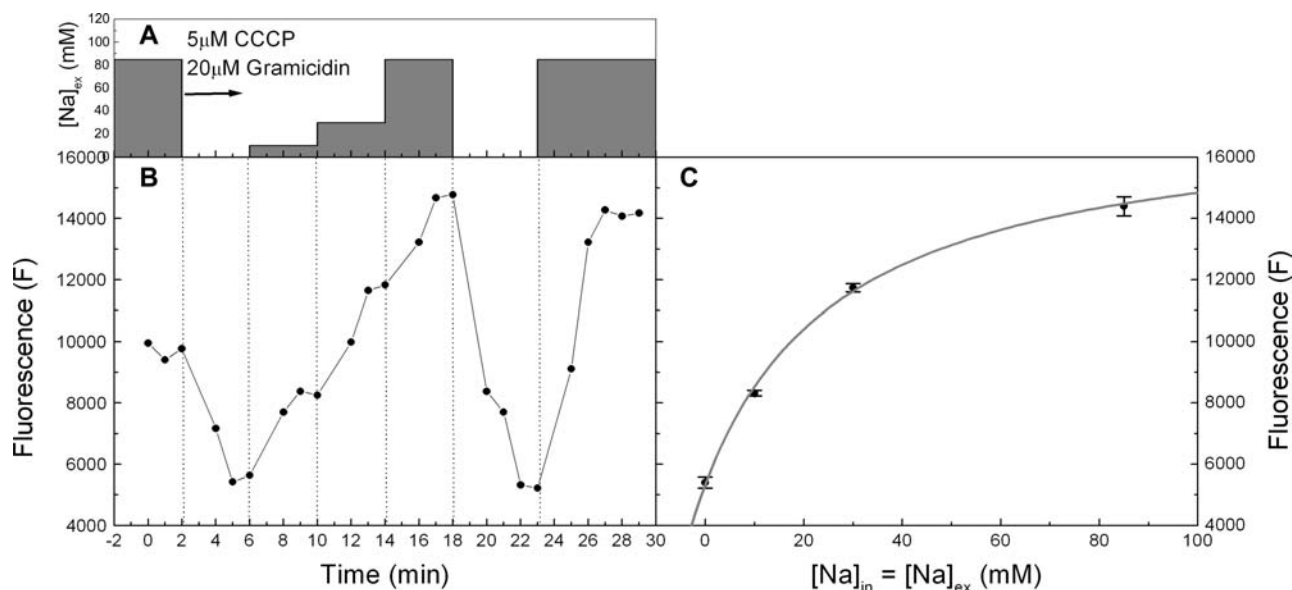 A
5μM CCCP
20μM Gramicidin
[Na]ex (mM)
120
100
80
60
40
20
0
B
Fluorescence (F)
16000
14000
12000
10000
8000
6000
4000
-2 0 2 4 6 8 10 12 14 16 18 20 22 24 26 28 30
Time (min)
C
16000
14000
12000
10000
8000
6000
4000
Fluorescence (F)
0 20 40 60 80 100
[Na]in = [Na]ex (mM)